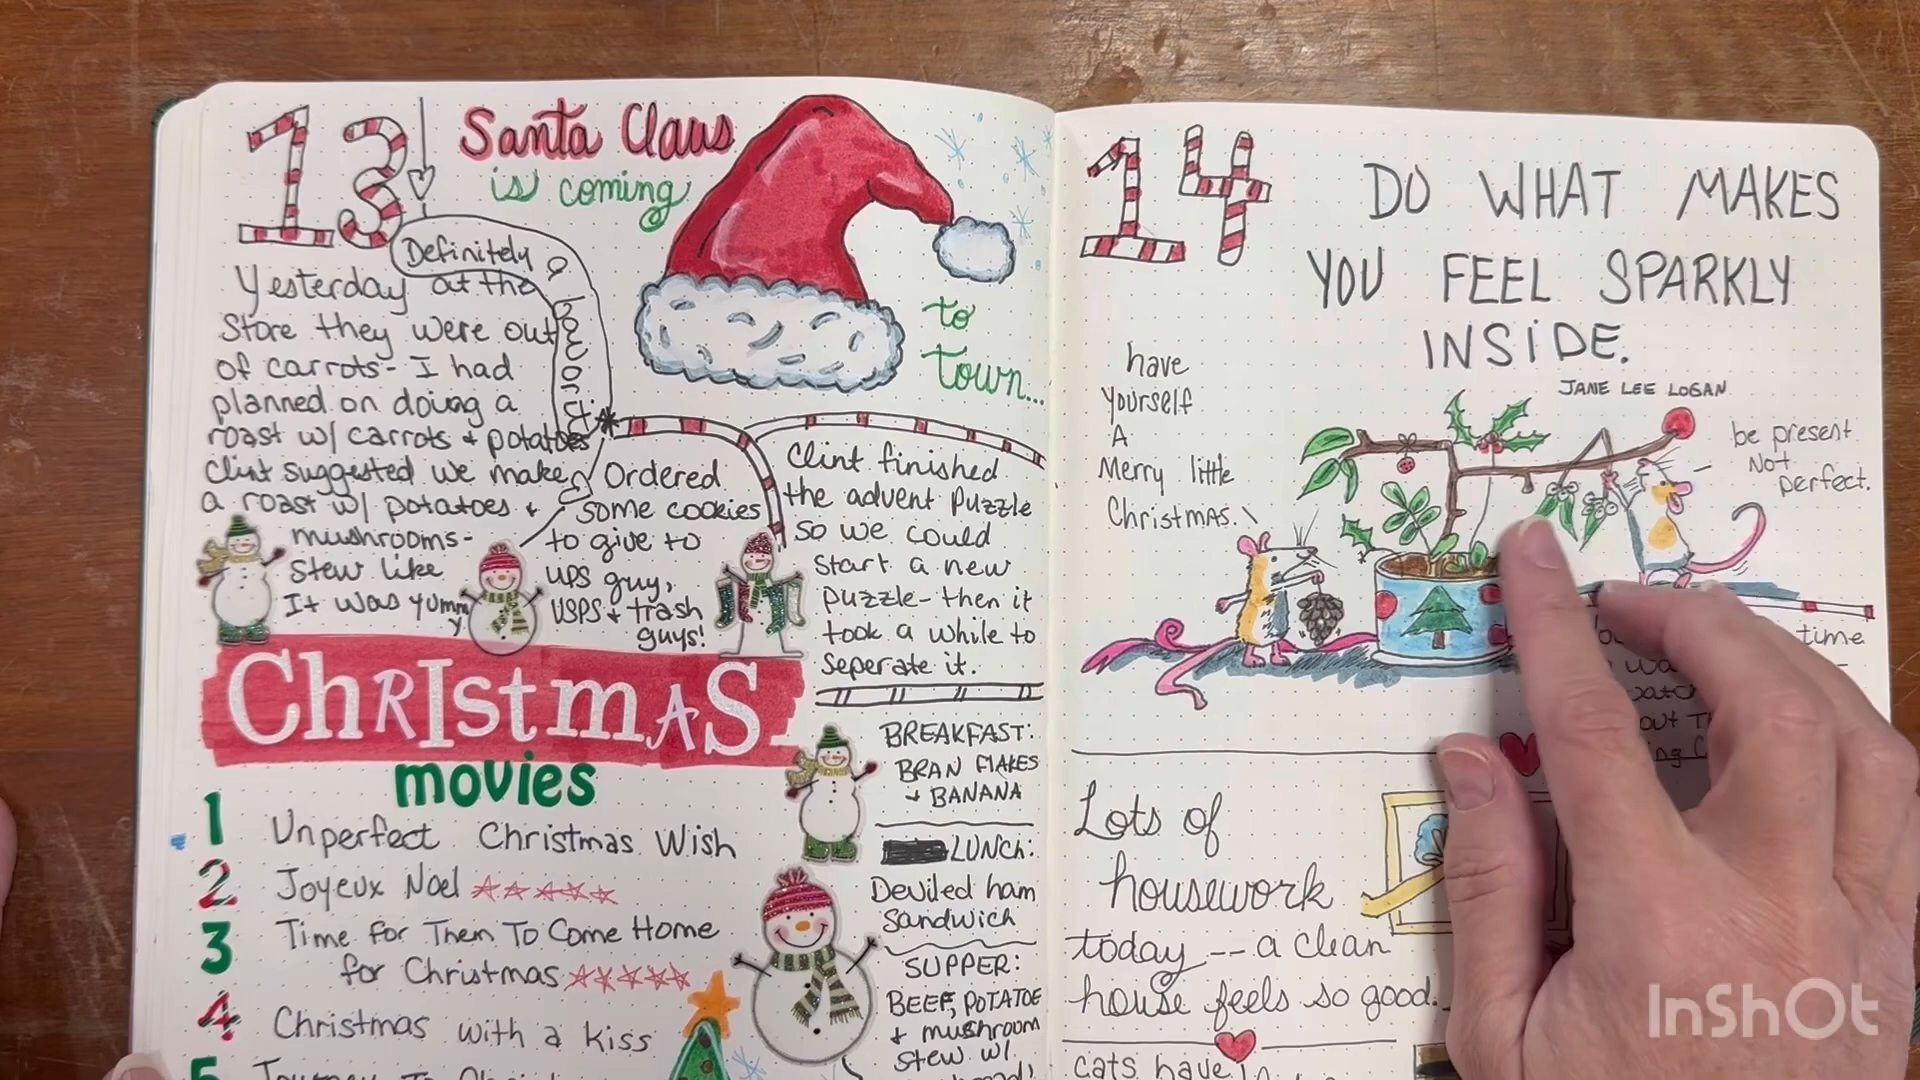 13
Santa Claus
is coming
to
town...
Definitely
a keeper!
Yesterday at the
Store they were out
of carrots- I had
planned on doing a
roast w/ carrots + potatoes
Clint suggested we make
a roast w/ potatoes +
mushrooms-
stew like
It was yummy
Ordered
some cookies
to give to
UPS guy,
USPS + trash
guys!
Clint finished
the advent puzzle
so we could
start a new
puzzle- then it
took a while to
seperate it.
ChRIstmAS
movies
1 Unperfect Christmas Wish
2 Joyeux Noel
3 Time for Them To Come Home
for Christmas
4 Christmas with a kiss
5
BREAKFAST:
BRAN FLAKES
+ BANANA
LUNCH:
Deviled ham
sandwich
SUPPER:
BEEF, POTATOE
+ mushroom
stew w/
14
DO WHAT MAKES
YOU FEEL SPARKLY
INSIDE.
JANE LEE LOGAN
have
yourself
A
Merry little
Christmas.
be present
Not
perfect.
time
Lots of
housework
today -- a clean
house feels so good.
cats have
InShOt